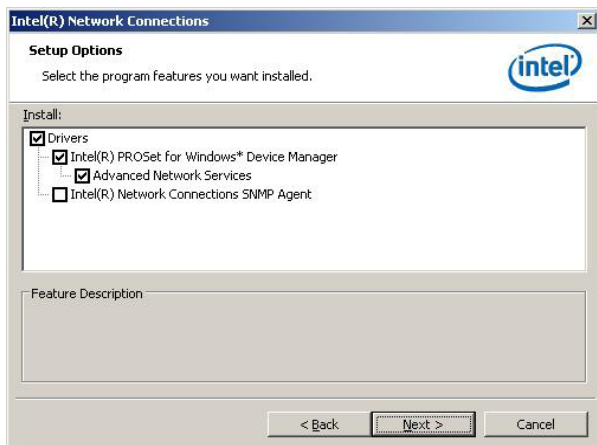 Intel(R) Network Connections
Setup Options
Select the program features you want installed.
intel
Install:
Drivers
Intel(R) PROSet for Windows* Device Manager
Advanced Network Services
Intel(R) Network Connections SNMP Agent
Feature Description
< Back
Next >
Cancel